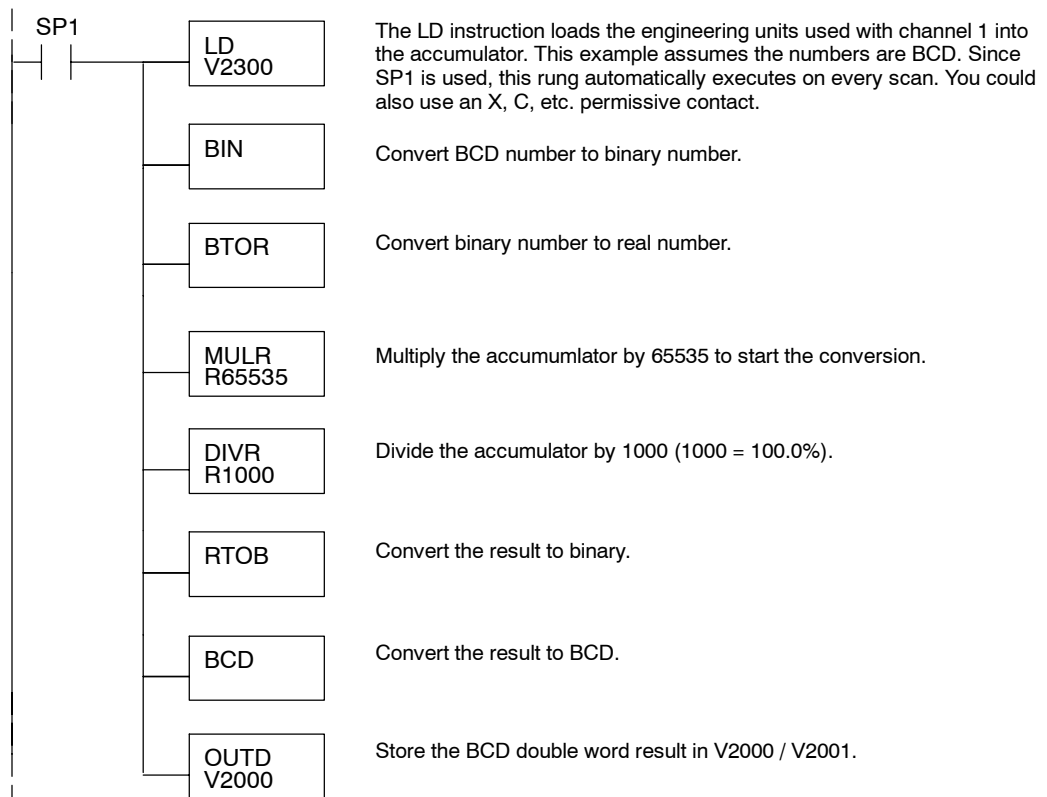 SP1
LD
V2300
The LD instruction loads the engineering units used with channel 1 into
the accumulator. This example assumes the numbers are BCD. Since
SP1 is used, this rung automatically executes on every scan. You could
also use an X, C, etc. permissive contact.
BIN
Convert BCD number to binary number.
BTOR
Convert binary number to real number.
MULR
R65535
Multiply the accumumlator by 65535 to start the conversion.
DIVR
R1000
Divide the accumulator by 1000 (1000 = 100.0%).
RTOB
Convert the result to binary.
BCD
Convert the result to BCD.
OUTD
V2000
Store the BCD double word result in V2000 / V2001.